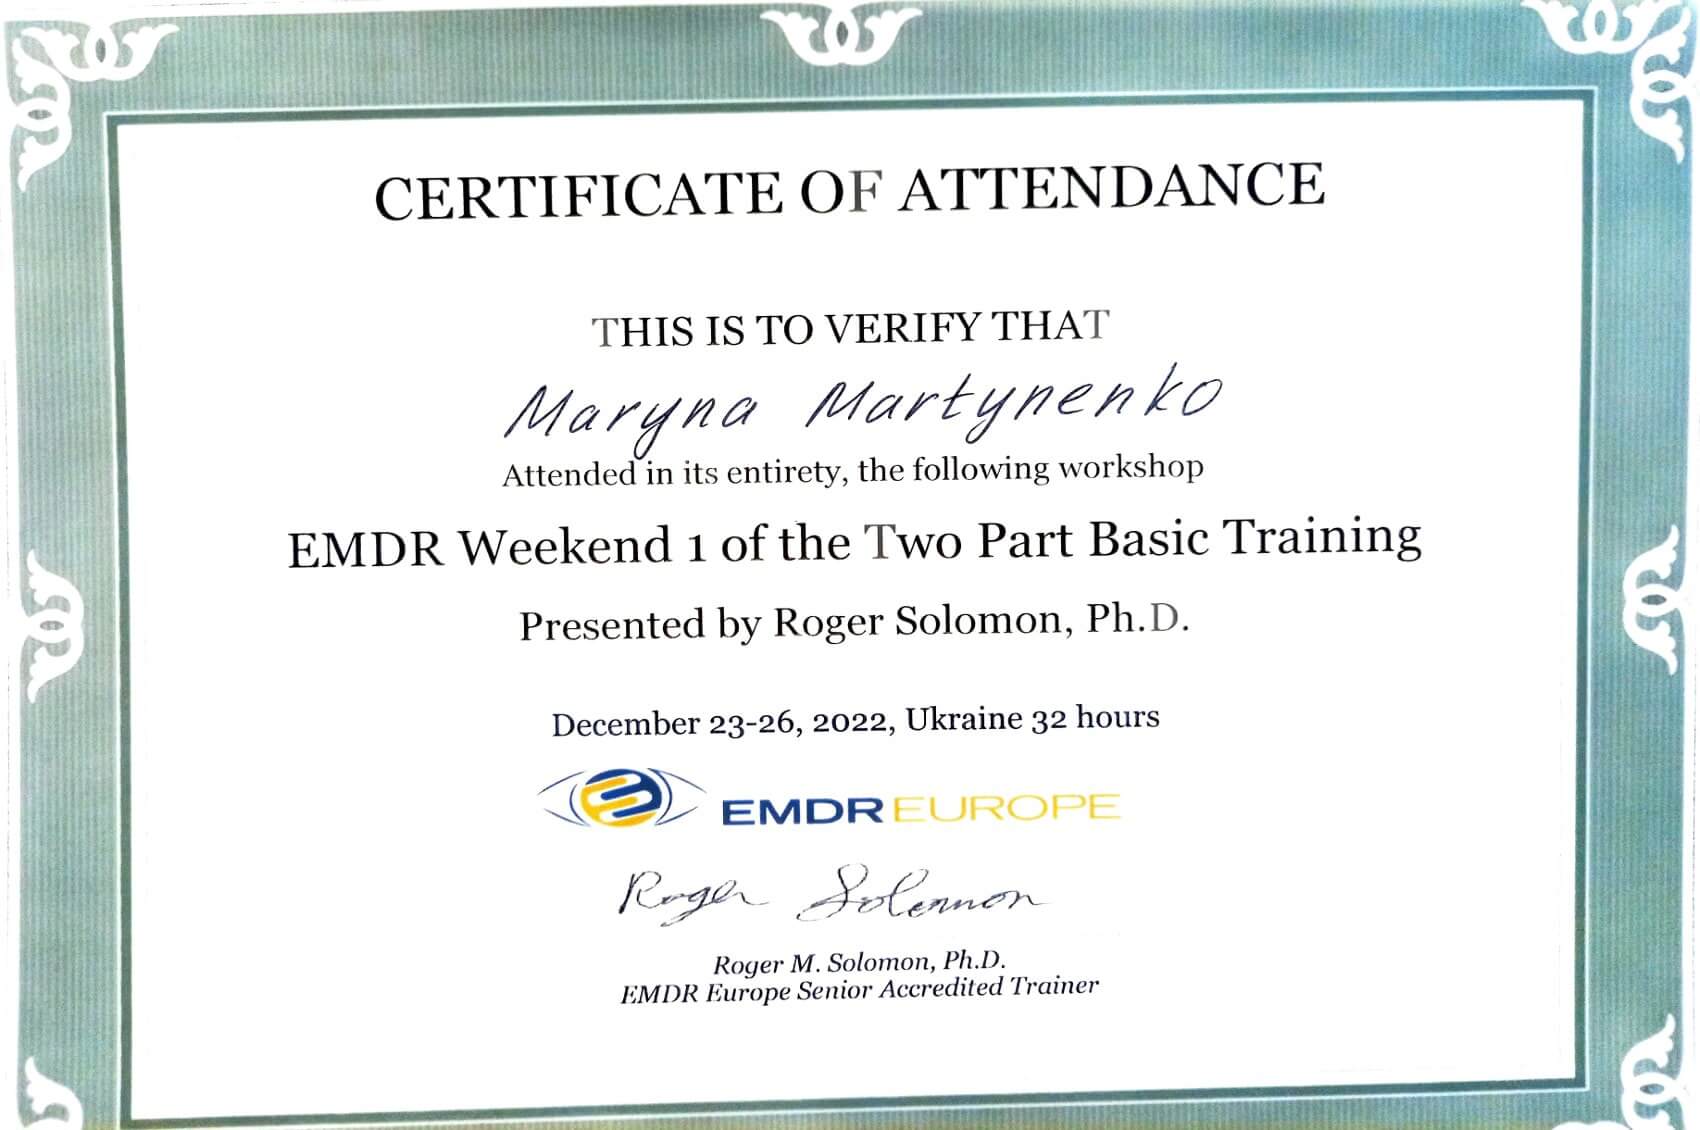 CERTIFICATE OF ATTENDANCE
THIS IS TO VERIFY THAT
Maryna Martynenko
Attended in its entirety, the following workshop
EMDR Weekend 1 of the Two Part Basic Training
Presented by Roger Solomon, Ph.D.
December 23-26, 2022, Ukraine 32 hours
EMDR EUROPE
Roger Solomon
Roger M. Solomon, Ph.D.
EMDR Europe Senior Accredited Trainer